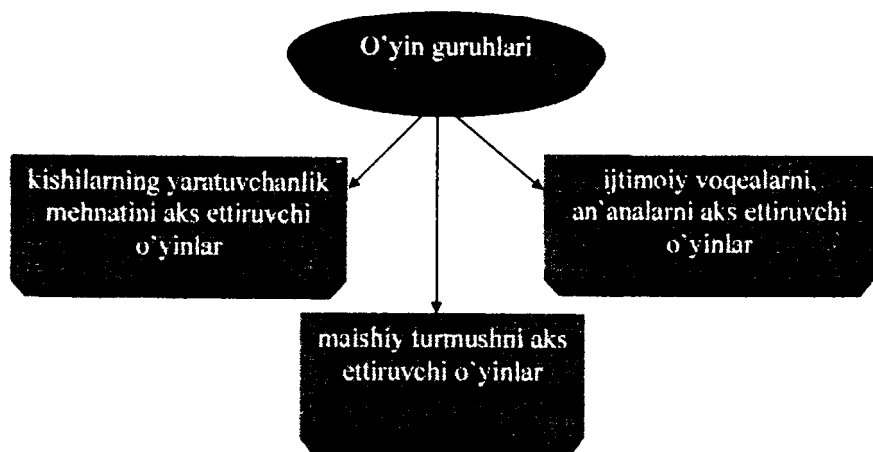 O`yin guruhlari
kishilarning yaratuvchanlik
mehnatini aks ettiruvchi
o`yinlar
ijtimoiy voqealarni,
an`analarni aks ettiruvchi
o`yinlar
maishiy turmushni aks
ettiruvchi o`yinlar